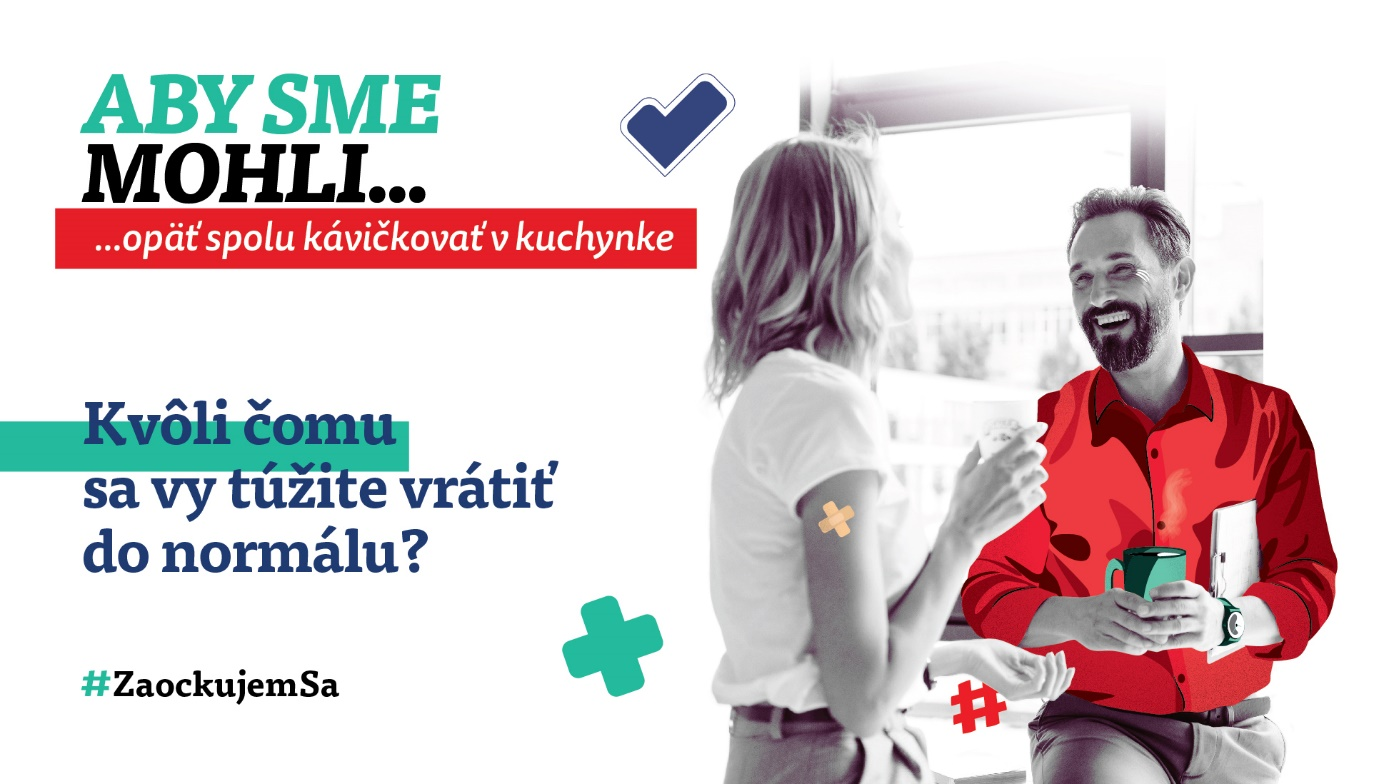 ABY SME
MOHLI...
...opäť spolu kávičkovať v kuchynke
Kvôli čomu
sa vy túžite vrátiť
do normálu?
#ZaockujemSa
#